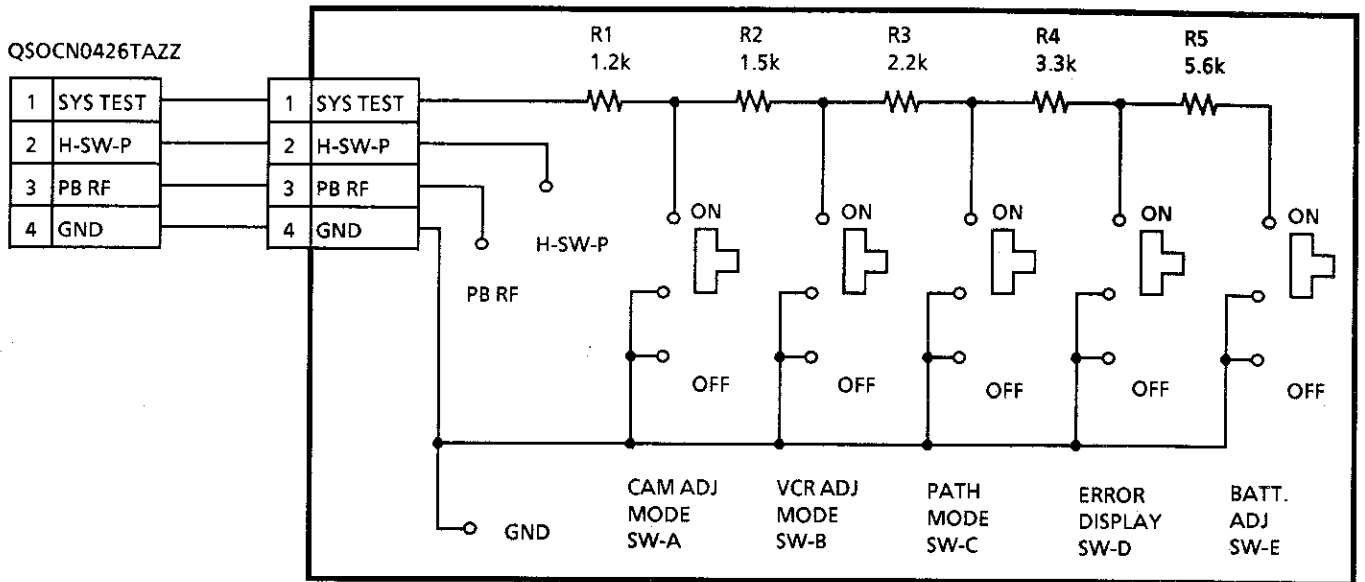 QSOCN0426TAZZ
1 SYS TEST
2 H-SW-P
3 PB RF
4 GND
1 SYS TEST
2 H-SW-P
3 PB RF
4 GND
R1
1.2k
R2
1.5k
R3
2.2k
R4
3.3k
R5
5.6k
H-SW-P
PB RF
GND
ON
OFF
ON
OFF
ON
OFF
ON
OFF
ON
OFF
CAM ADJ
MODE
SW-A
VCR ADJ
MODE
SW-B
PATH
MODE
SW-C
ERROR
DISPLAY
SW-D
BATT.
ADJ
SW-E